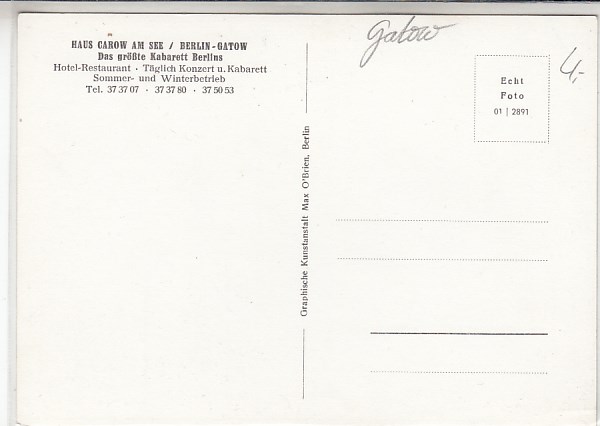 HAUS CAROW AM SEE / BERLIN-GATOW
Das größte Kabarett Berlins
Hotel-Restaurant · Täglich Konzert u. Kabarett
Sommer- und Winterbetrieb
Tel. 37 37 07 · 37 37 80 · 37 50 53
Gatow
4,-
Echt
Foto
01 | 2891
Graphische Kunstanstalt Max O'Brien, Berlin